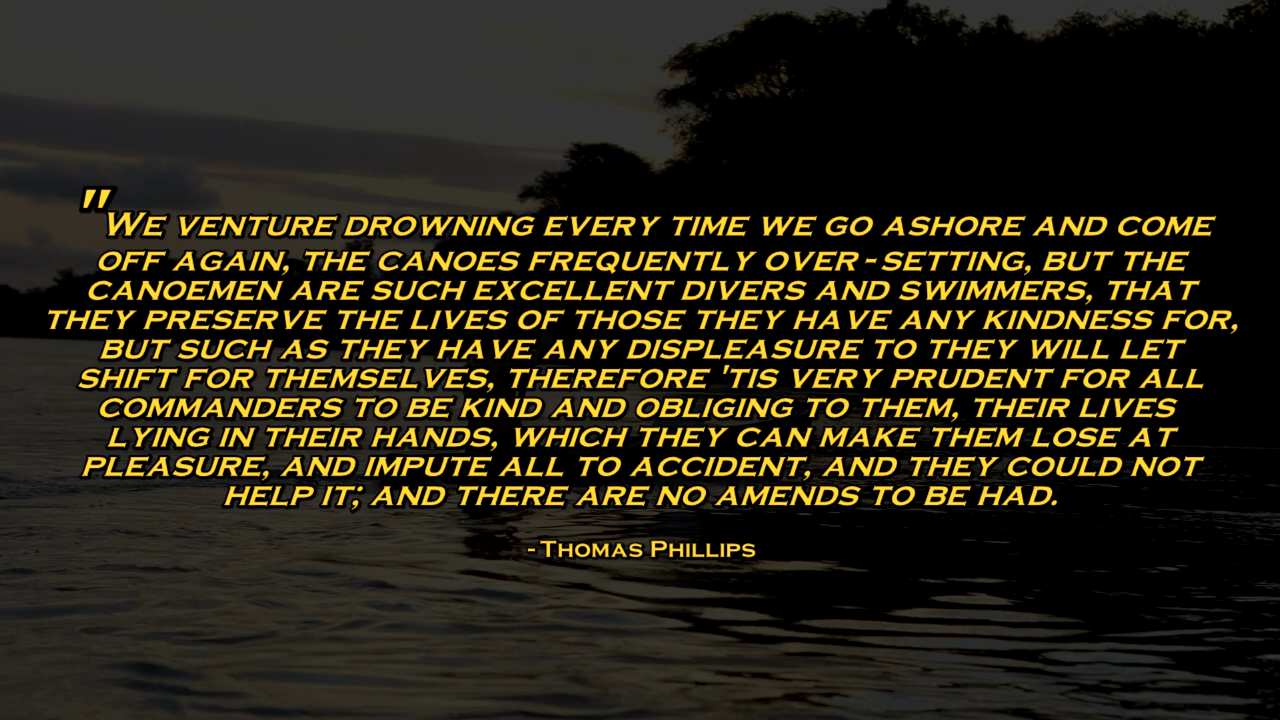 "We venture drowning every time we go ashore and come
off again, the canoes frequently over-setting, but the
canoemen are such excellent divers and swimmers, that
they preserve the lives of those they have any kindness for,
but such as they have any displeasure to they will let
shift for themselves, therefore 'tis very prudent for all
commanders to be kind and obliging to them, their lives
lying in their hands, which they can make them lose at
pleasure, and impute all to accident, and they could not
help it; and there are no amends to be had.
- Thomas Phillips